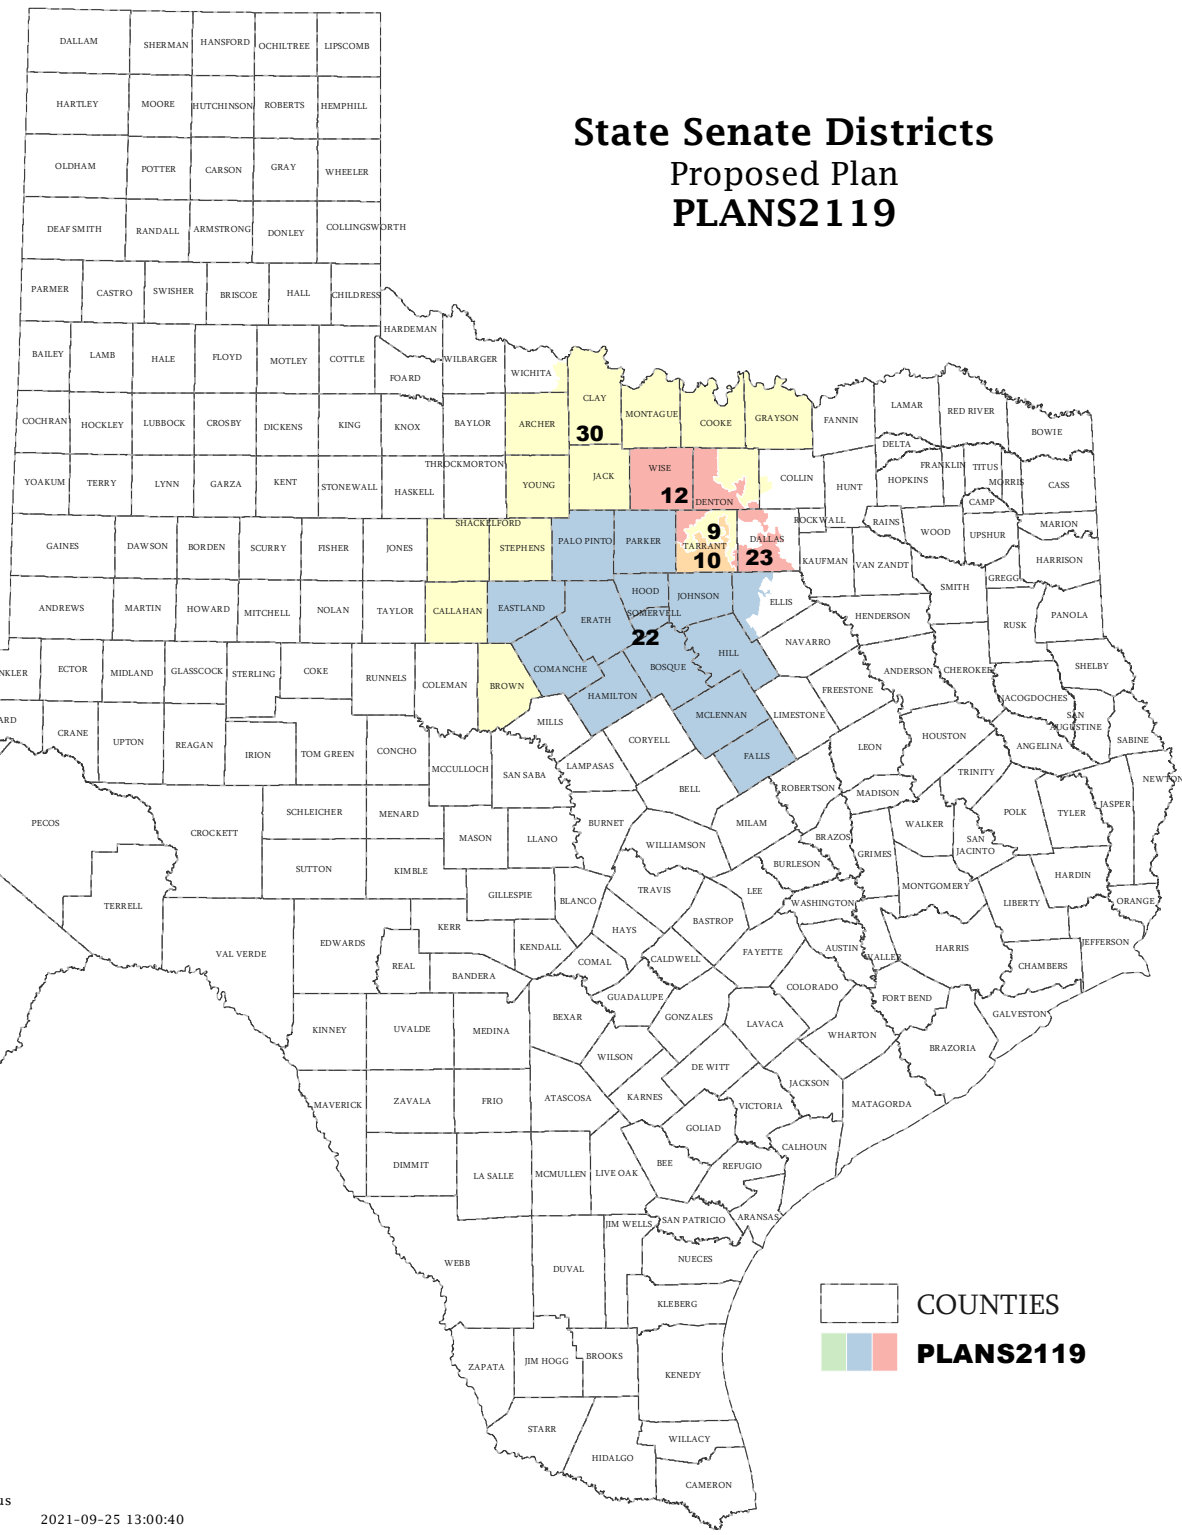 State Senate Districts
Proposed Plan
PLANS2119
DALLAM SHERMAN HANSFORD OCHILTREE LIPSCOMB
HARTLEY MOORE HUTCHINSON ROBERTS HEMPHILL
OLDHAM POTTER CARSON GRAY WHEELER
DEAF SMITH RANDALL ARMSTRONG DONLEY COLLINGSWORTH
PARMER CASTRO SWISHER BRISCOE HALL CHILDRESS
HARDEMAN
BAILEY LAMB HALE FLOYD MOTLEY COTTLE FOARD WILBARGER WICHITA
CLAY MONTAGUE COOKE GRAYSON FANNIN LAMAR RED RIVER BOWIE
COCHRAN HOCKLEY LUBBOCK CROSBY DICKENS KING KNOX BAYLOR ARCHER
30
DELTA
THROCKMORTON
YOAKUM TERRY LYNN GARZA KENT STONEWALL HASKELL YOUNG JACK WISE DENTON COLLIN HUNT HOPKINS FRANKLIN TITUS MORRIS CASS
12
CAMP
SHACKELFORD
GAINES DAWSON BORDEN SCURRY FISHER JONES STEPHENS PALO PINTO PARKER TARRANT DALLAS ROCKWALL RAINS WOOD UPSHUR MARION
9
10
23
KAUFMAN VAN ZANDT HARRISON
SMITH GREGG
ANDREWS MARTIN HOWARD MITCHELL NOLAN TAYLOR CALLAHAN EASTLAND ERATH HOOD JOHNSON ELLIS HENDERSON RUSK PANOLA
SOMERVELL
22
NKLER ECTOR MIDLAND GLASSCOCK STERLING COKE RUNNELS COLEMAN BROWN COMANCHE BOSQUE HILL NAVARRO ANDERSON CHEROKEE SHELBY
HAMILTON FREESTONE NACOGDOCHES
ARD CRANE UPTON REAGAN IRION TOM GREEN CONCHO MILLS MCLENNAN LIMESTONE SAN AUGUSTINE
CORYELL LEON HOUSTON ANGELINA SABINE
MCCULLOCH SAN SABA LAMPASAS FALLS TRINITY NEWTON
BELL ROBERTSON MADISON
PECOS CROCKETT SCHLEICHER MENARD MASON LLANO BURNET MILAM WALKER POLK TYLER JASPER
WILLIAMSON BRAZOS GRIMES SAN JACINTO
SUTTON KIMBLE BURLESON HARDIN
TERRELL GILLESPIE BLANCO TRAVIS LEE WASHINGTON MONTGOMERY LIBERTY ORANGE
VAL VERDE EDWARDS KERR HAYS BASTROP
REAL KENDALL COMAL CALDWELL FAYETTE AUSTIN WALLER HARRIS JEFFERSON
BANDERA COLORADO CHAMBERS
GUADALUPE FORT BEND
KINNEY UVALDE MEDINA BEXAR GONZALES LAVACA WHARTON GALVESTON
WILSON BRAZORIA
DE WITT
MAVERICK ZAVALA FRIO ATASCOSA KARNES JACKSON
VICTORIA MATAGORDA
GOLIAD
DIMMIT LA SALLE MCMULLEN LIVE OAK BEE REFUGIO CALHOUN
JIM WELLS SAN PATRICIO ARANSAS
WEBB DUVAL NUECES
KLEBERG
COUNTIES
PLANS2119
ZAPATA JIM HOGG BROOKS KENEDY
STARR WILLACY
HIDALGO
CAMERON
us
2021-09-25 13:00:40